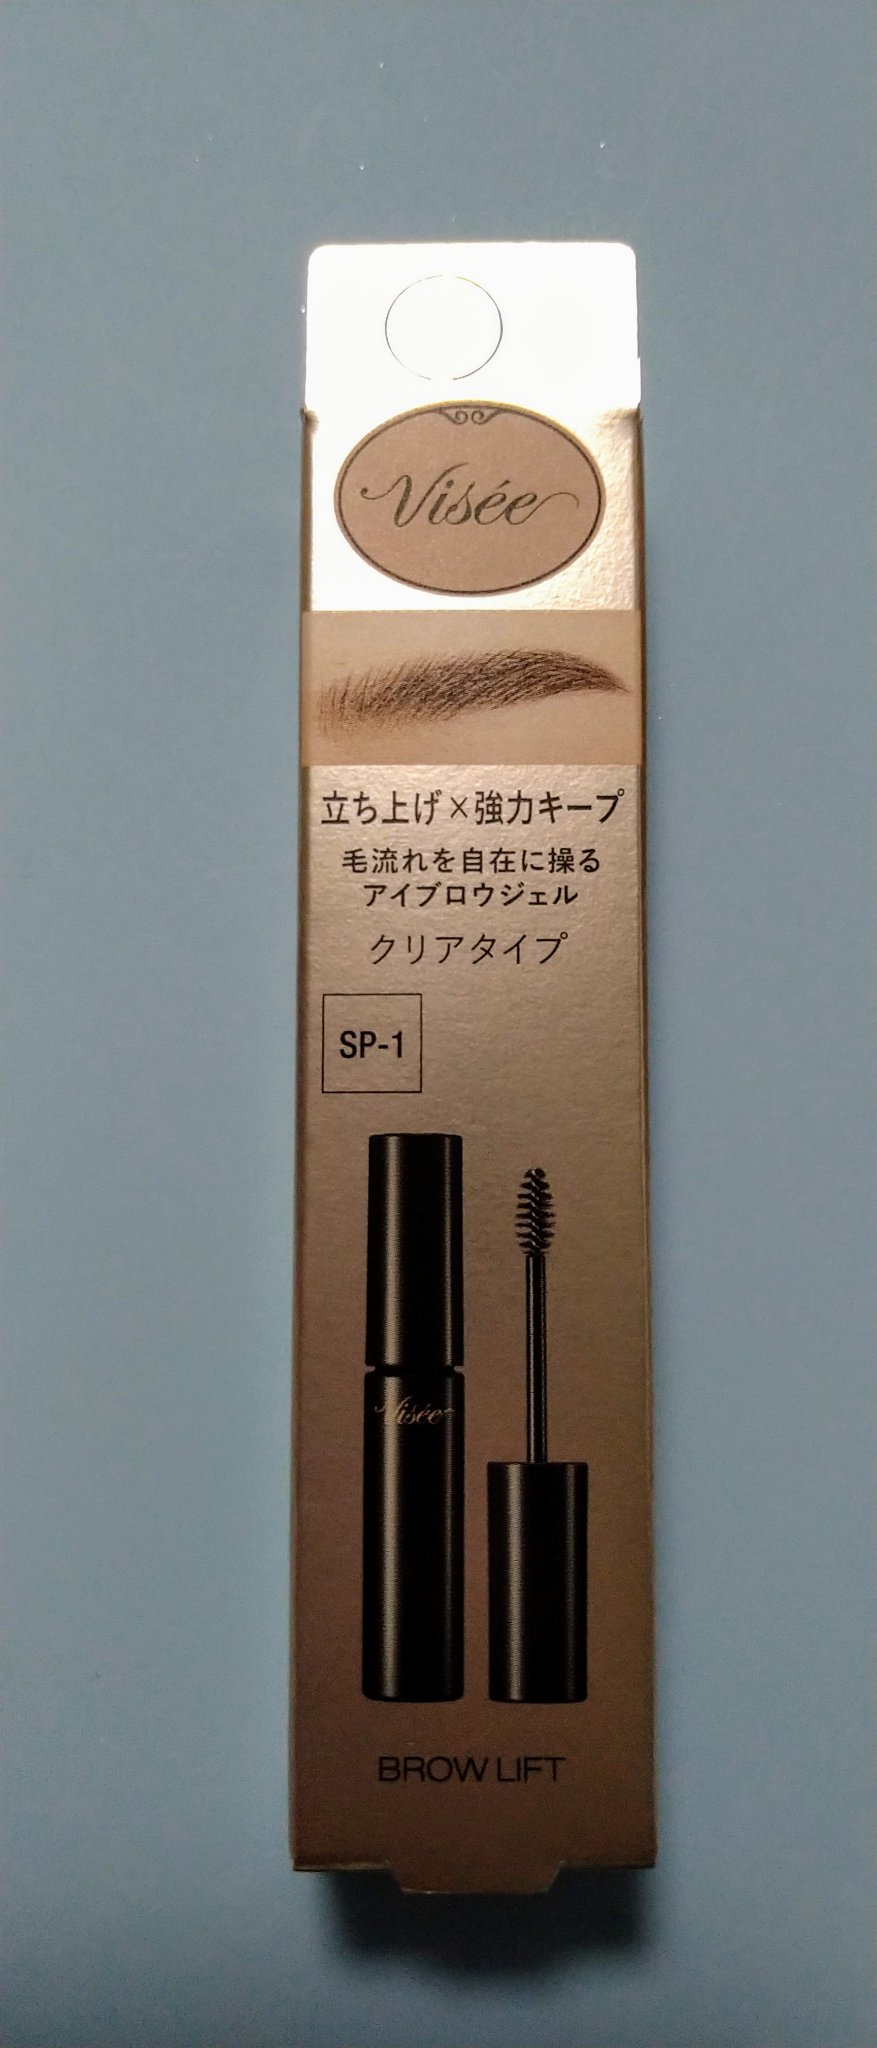 Visée
立ち上げ×強力キープ
毛流れを自在に操る
アイブロウジェル
クリアタイプ
SP-1
Visée
BROW LIFT